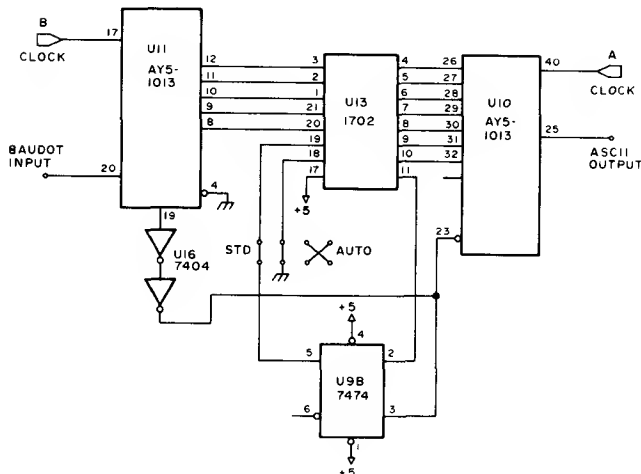 B
17
CLOCK
U11
AY5-
1013
12
11
10
9
8
BAUDOT
INPUT
20
4
19
U16
7404
3
2
1
21
20
19
18
17
+5
U13
1702
4
5
6
7
8
9
10
11
26
27
28
29
30
31
32
U10
AY5-
1013
40
A
CLOCK
25
ASCII
OUTPUT
23
STD
AUTO
+5
4
5
2
U9B
7474
6
3
1
+5